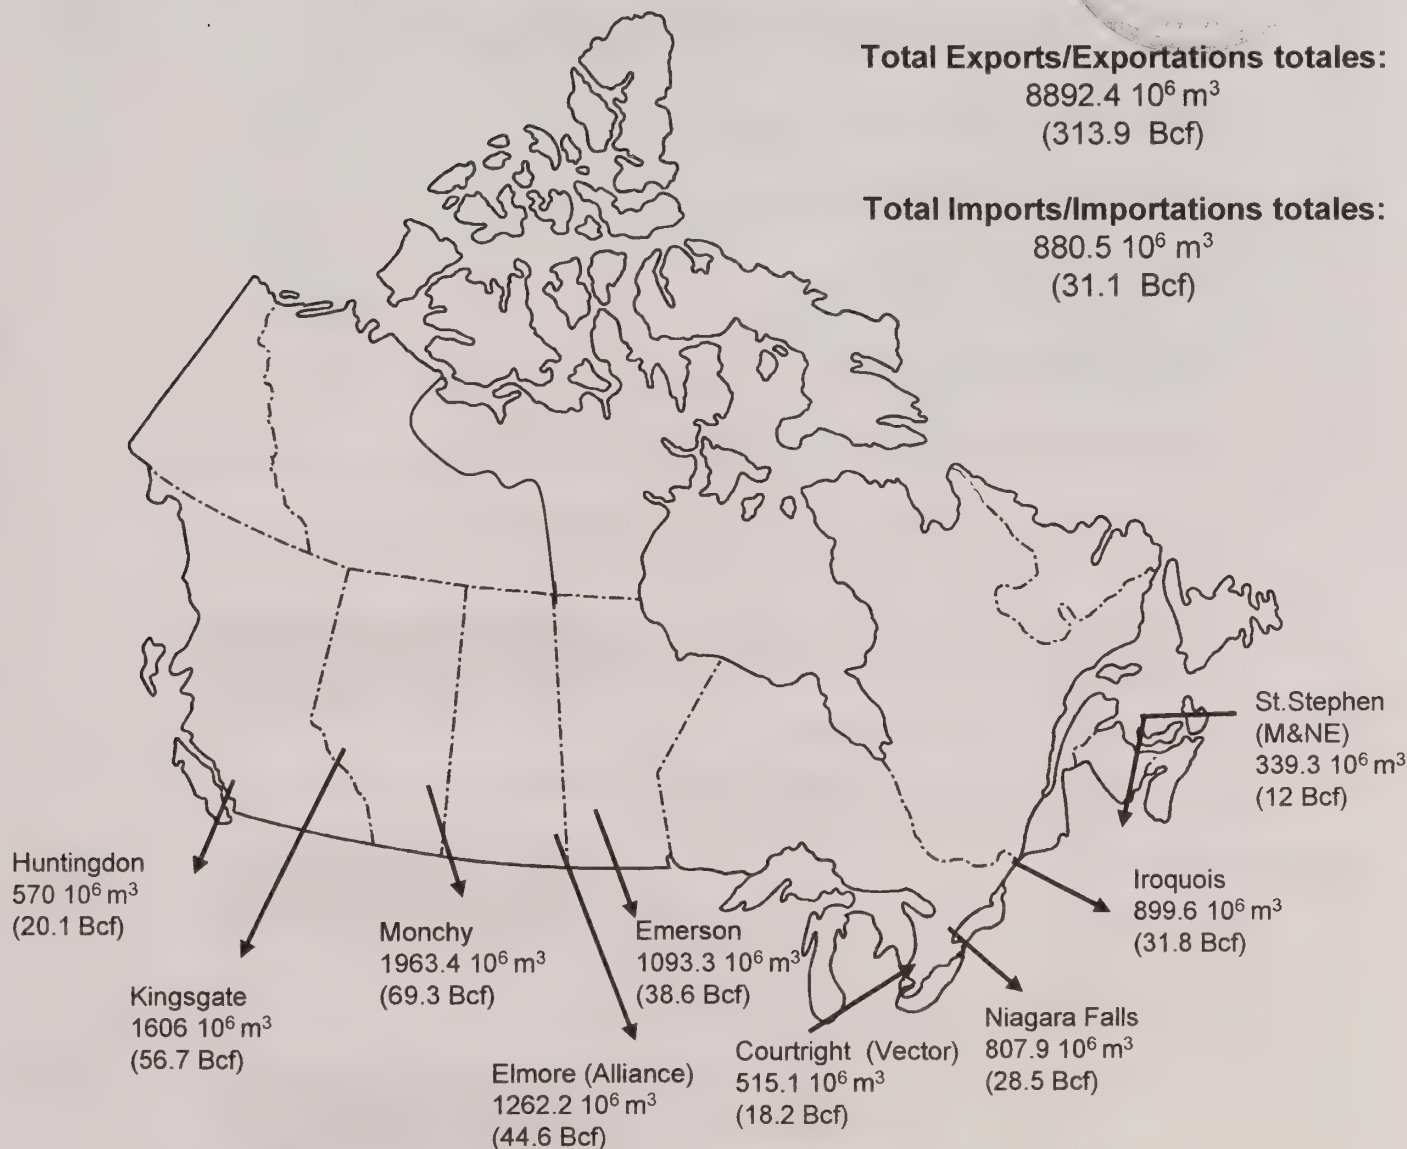 Total Exports/Exportations totales:
8892.4 10⁶ m³
(313.9 Bcf)
Total Imports/Importations totales:
880.5 10⁶ m³
(31.1 Bcf)
St.Stephen
(M&NE)
339.3 10⁶ m³
(12 Bcf)
Huntingdon
570 10⁶ m³
(20.1 Bcf)
Iroquois
899.6 10⁶ m³
(31.8 Bcf)
Monchy
1963.4 10⁶ m³
(69.3 Bcf)
Emerson
1093.3 10⁶ m³
(38.6 Bcf)
Kingsgate
1606 10⁶ m³
(56.7 Bcf)
Niagara Falls
807.9 10⁶ m³
(28.5 Bcf)
Courtright (Vector)
515.1 10⁶ m³
(18.2 Bcf)
Elmore (Alliance)
1262.2 10⁶ m³
(44.6 Bcf)